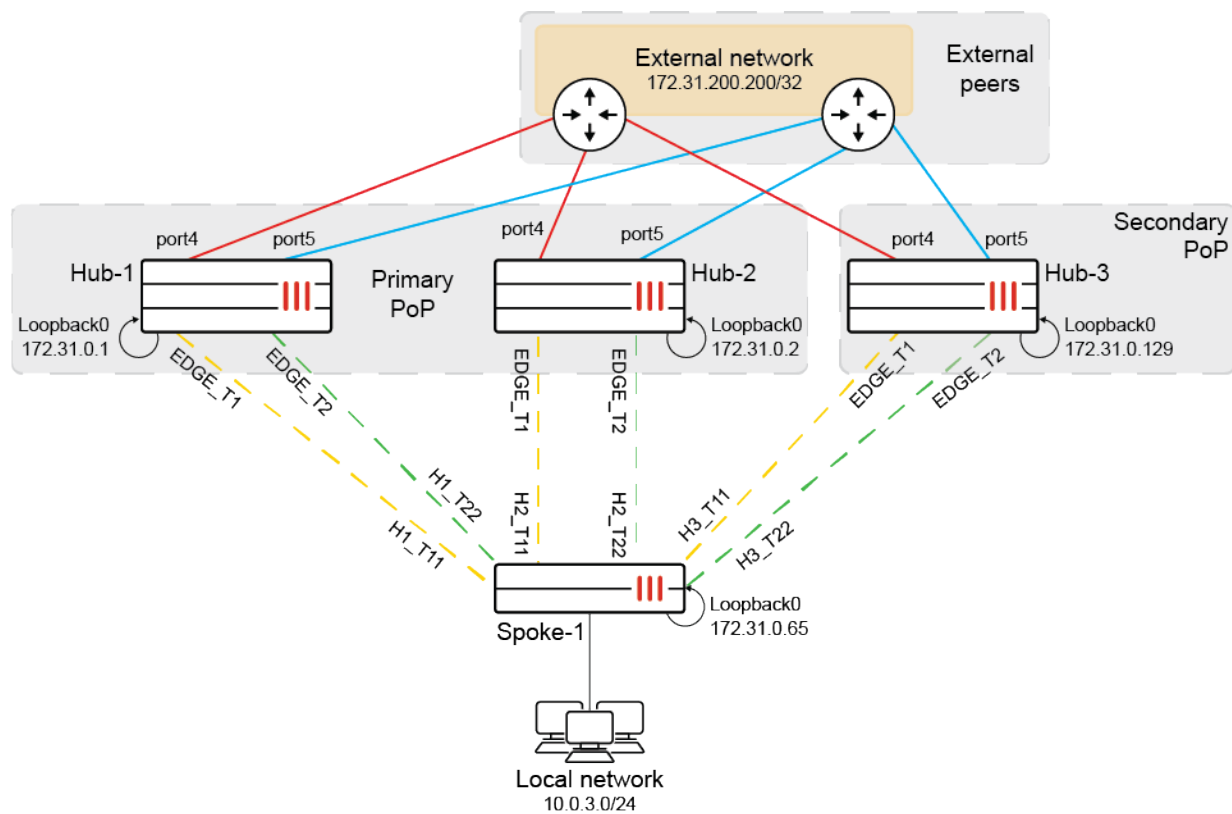 External network
172.31.200.200/32
External
peers
port4
port5
port4
port5
port4
port5
Secondary
PoP
Hub-1
Primary
PoP
Hub-2
Hub-3
Loopback0
172.31.0.1
Loopback0
172.31.0.2
Loopback0
172.31.0.129
EDGE_T1
EDGE_T2
EDGE_T1
EDGE_T2
EDGE_T1
EDGE_T2
H1_T11
H1_T22
H2_T11
H2_T22
H3_T11
H3_T22
Spoke-1
Loopback0
172.31.0.65
Local network
10.0.3.0/24